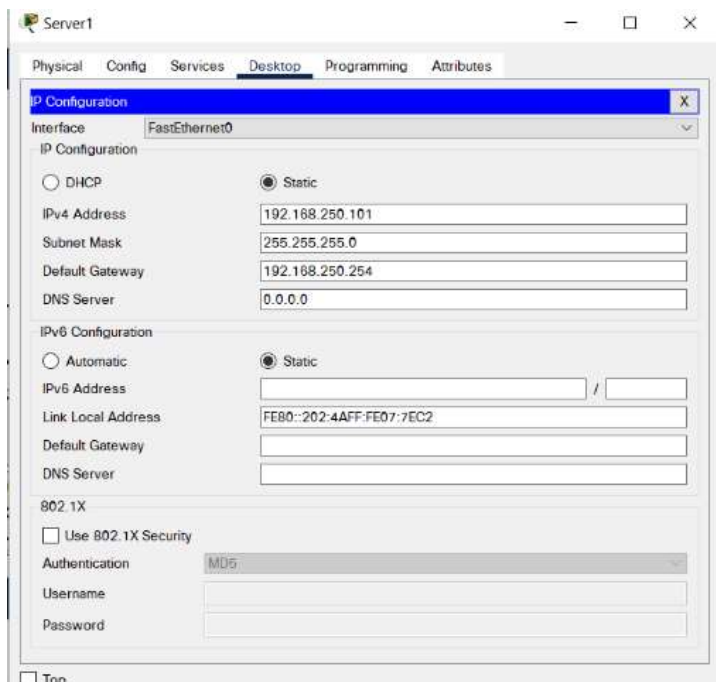 Server1
Physical Config Services Desktop Programming Attributes
IP Configuration X
Interface FastEthernet0
IP Configuration
DHCP Static
IPv4 Address 192.168.250.101
Subnet Mask 255.255.255.0
Default Gateway 192.168.250.254
DNS Server 0.0.0.0
IPv6 Configuration
Automatic Static
IPv6 Address /
Link Local Address FE80::202:4AFF:FE07:7EC2
Default Gateway
DNS Server
802.1X
Use 802.1X Security
Authentication MD5
Username
Password
Top